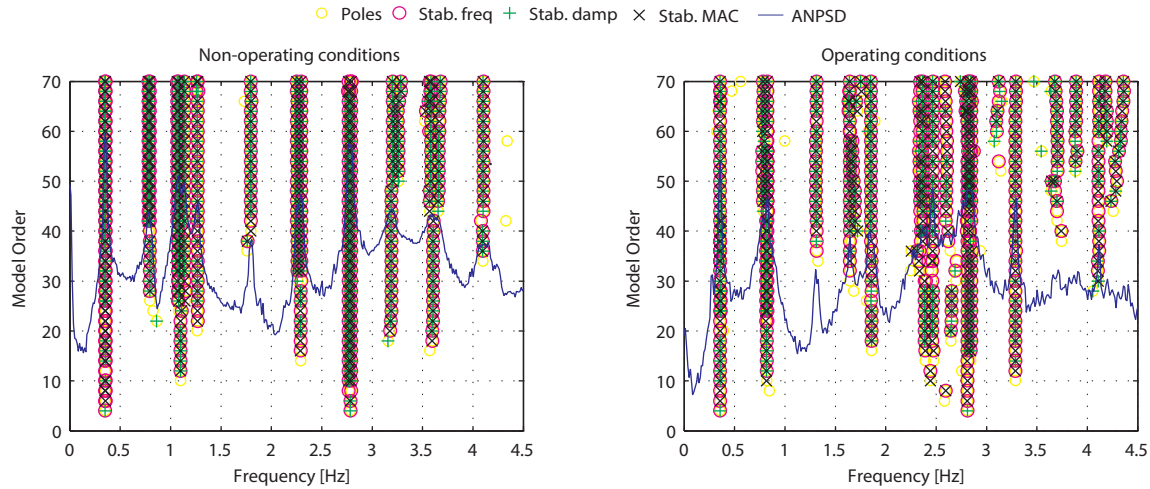 Poles Stab. freq Stab. damp Stab. MAC ANPSD
Non-operating conditions
Operating conditions
Model Order
70
60
50
40
30
20
10
0
0 0.5 1 1.5 2 2.5 3 3.5 4 4.5
Frequency [Hz]
Model Order
70
60
50
40
30
20
10
0
0 0.5 1 1.5 2 2.5 3 3.5 4 4.5
Frequency [Hz]